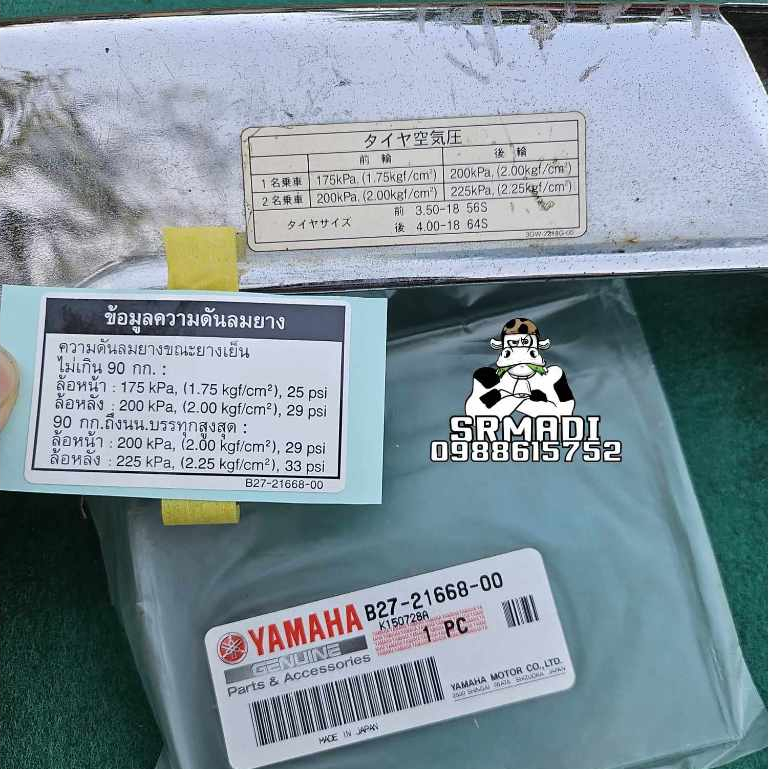 タイヤ空気圧
前輪 後輪
1名乗車 175kPa, (1.75kgf/cm²) 200kPa, (2.00kgf/cm²)
2名乗車 200kPa, (2.00kgf/cm²) 225kPa, (2.25kgf/cm²)
タイヤサイズ
前 3.50-18 56S
後 4.00-18 64S
ข้อมูลความดันลมยาง
ความดันลมยางขณะยางเย็น
ไม่เกิน 90 กก. :
ล้อหน้า : 175 kPa, (1.75 kgf/cm²), 25 psi
ล้อหลัง : 200 kPa, (2.00 kgf/cm²), 29 psi
90 กก.ถึงนน.บรรทุกสูงสุด :
ล้อหน้า : 200 kPa, (2.00 kgf/cm²), 29 psi
ล้อหลัง : 225 kPa, (2.25 kgf/cm²), 33 psi
B27-21668-00
SRMADI
0988615752
YAMAHA B27-21668-00
K150728A
GENUINE 1 PC
Parts & Accessories
YAMAHA MOTOR CO., LTD.
2500 SHINGAI IWATA SHIZUOKA JAPAN
MADE IN JAPAN